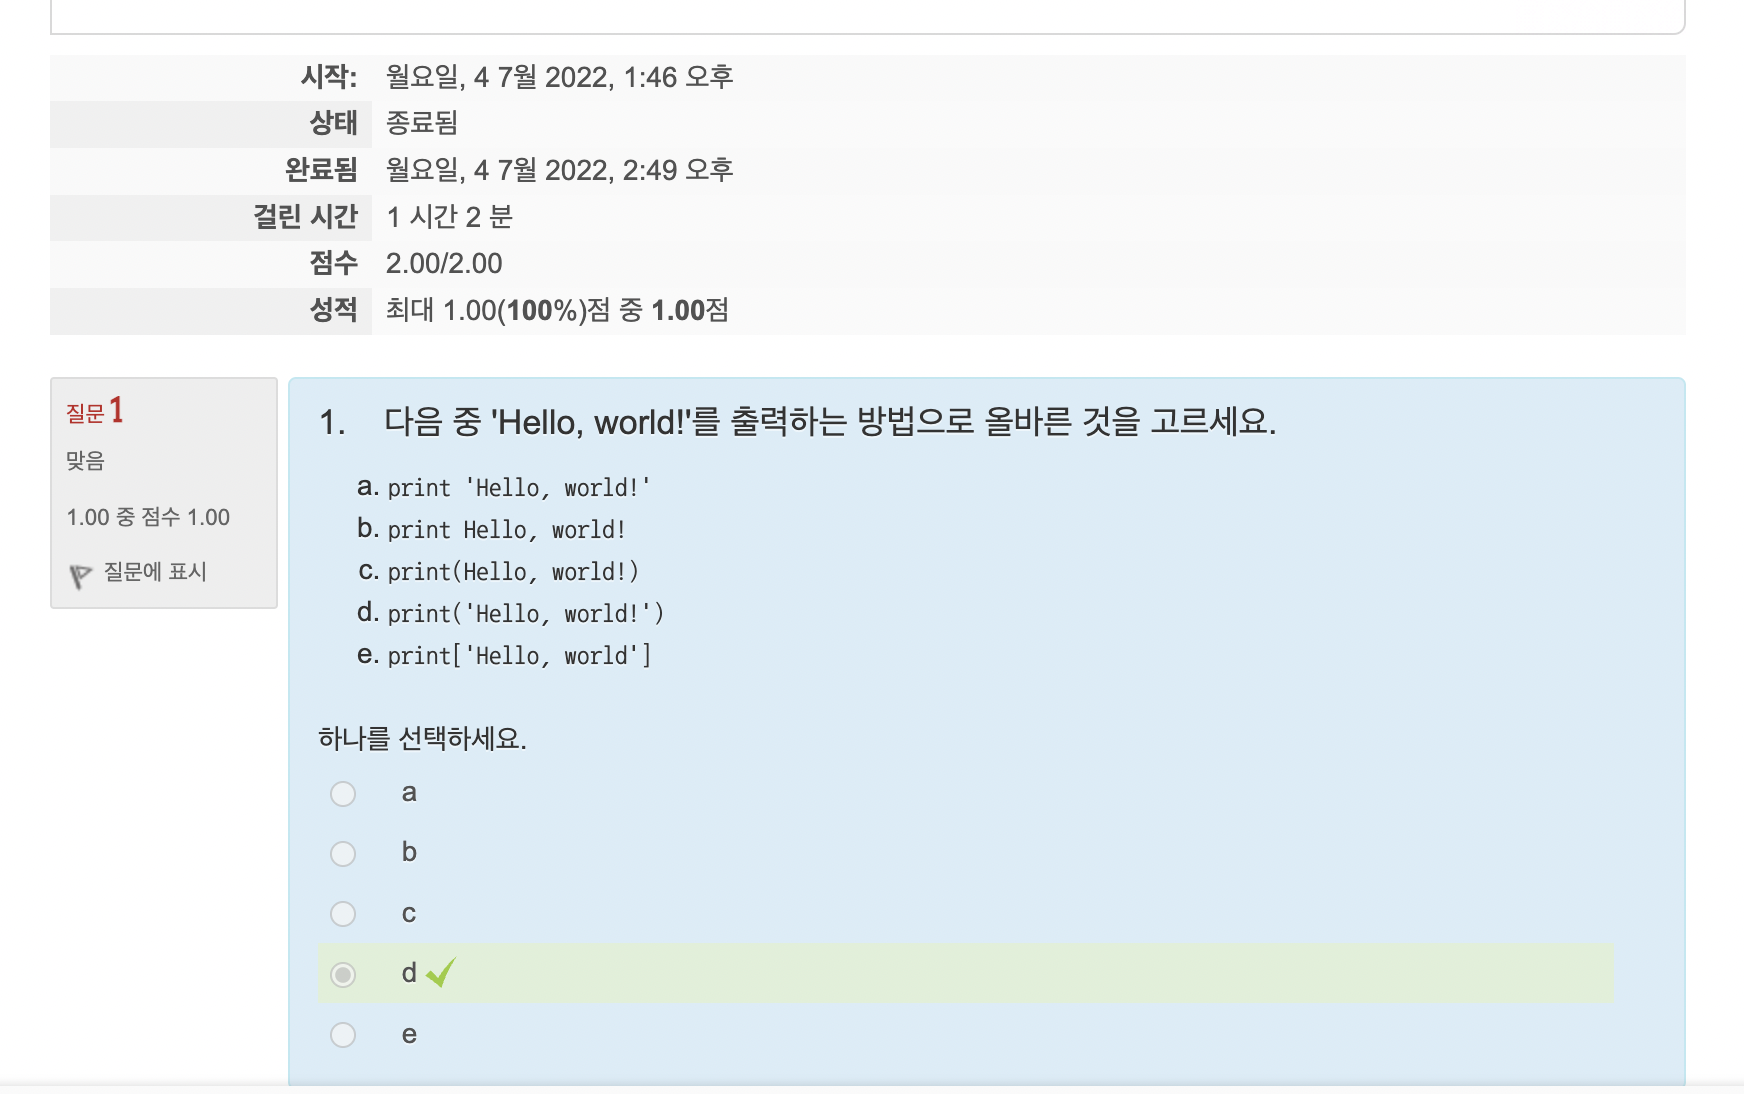 시작: 월요일, 4 7월 2022, 1:46 오후
상태 종료됨
완료됨 월요일, 4 7월 2022, 2:49 오후
걸린 시간 1 시간 2 분
점수 2.00/2.00
성적 최대 1.00(100%)점 중 1.00점
질문 1
맞음
1.00 중 점수 1.00
질문에 표시
1. 다음 중 'Hello, world!'를 출력하는 방법으로 올바른 것을 고르세요.
a. print 'Hello, world!'
b. print Hello, world!
c. print(Hello, world!)
d. print('Hello, world!')
e. print['Hello, world']
하나를 선택하세요.
a
b
c
d
e